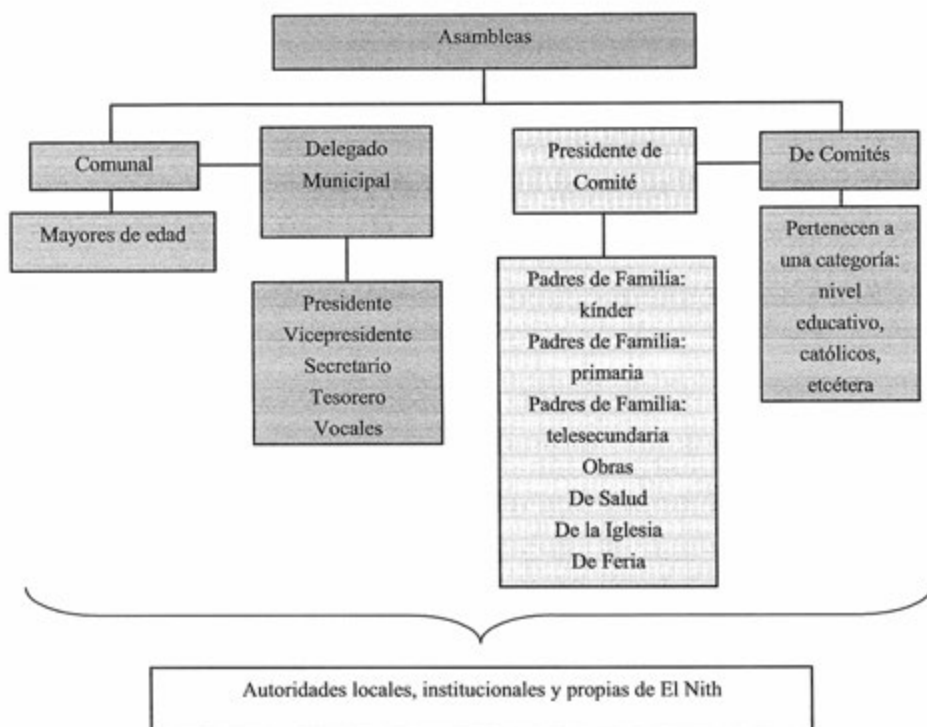 Asambleas
Comunal
Delegado
Municipal
Presidente de
Comité
De Comités
Mayores de edad
Presidente
Vicepresidente
Secretario
Tesorero
Vocales
Padres de Familia:
kínder
Padres de Familia:
primaria
Padres de Familia:
telesecundaria
Obras
De Salud
De la Iglesia
De Feria
Pertenecen a
una categoría:
nivel
educativo,
católicos,
etcétera
Autoridades locales, institucionales y propias de El Nith